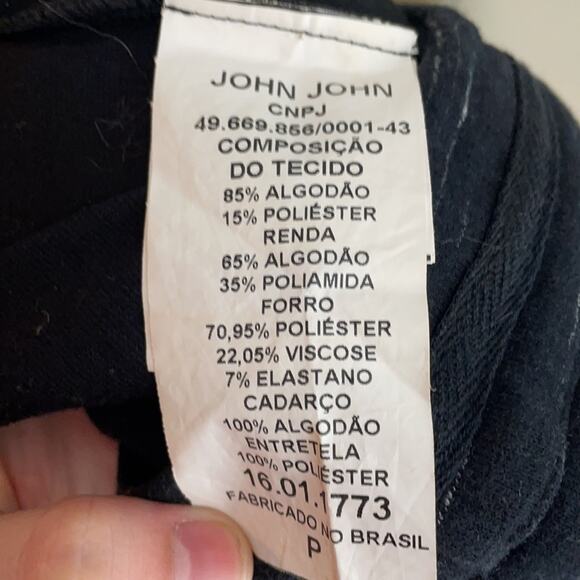 JOHN JOHN
CNPJ
49.669.856/0001-43
COMPOSIÇÃO
DO TECIDO
85% ALGODÃO
15% POLIÉSTER
RENDA
65% ALGODÃO
35% POLIAMIDA
FORRO
70,95% POLIÉSTER
22,05% VISCOSE
7% ELASTANO
CADARÇO
100% ALGODÃO
ENTRETELA
100% POLIÉSTER
16.01.1773
FABRICADO NO BRASIL
P